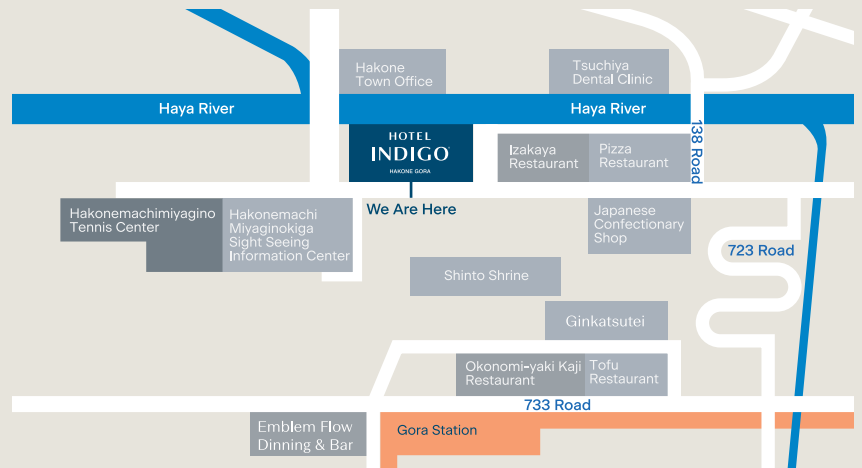 Hakone
Town Office
Tsuchiya
Dental Clinic
Haya River
Haya River
HOTEL
INDIGO
HAKONE GORA
We Are Here
Izakaya
Restaurant
Pizza
Restaurant
138 Road
Hakonemachimiyagino
Tennis Center
Hakonemachi
Miyaginokiga
Sight Seeing
Information Center
Japanese
Confectionary
Shop
723 Road
Shinto Shrine
Ginkatsutei
Okonomi-yaki Kaji
Restaurant
Tofu
Restaurant
733 Road
Emblem Flow
Dinning & Bar
Gora Station